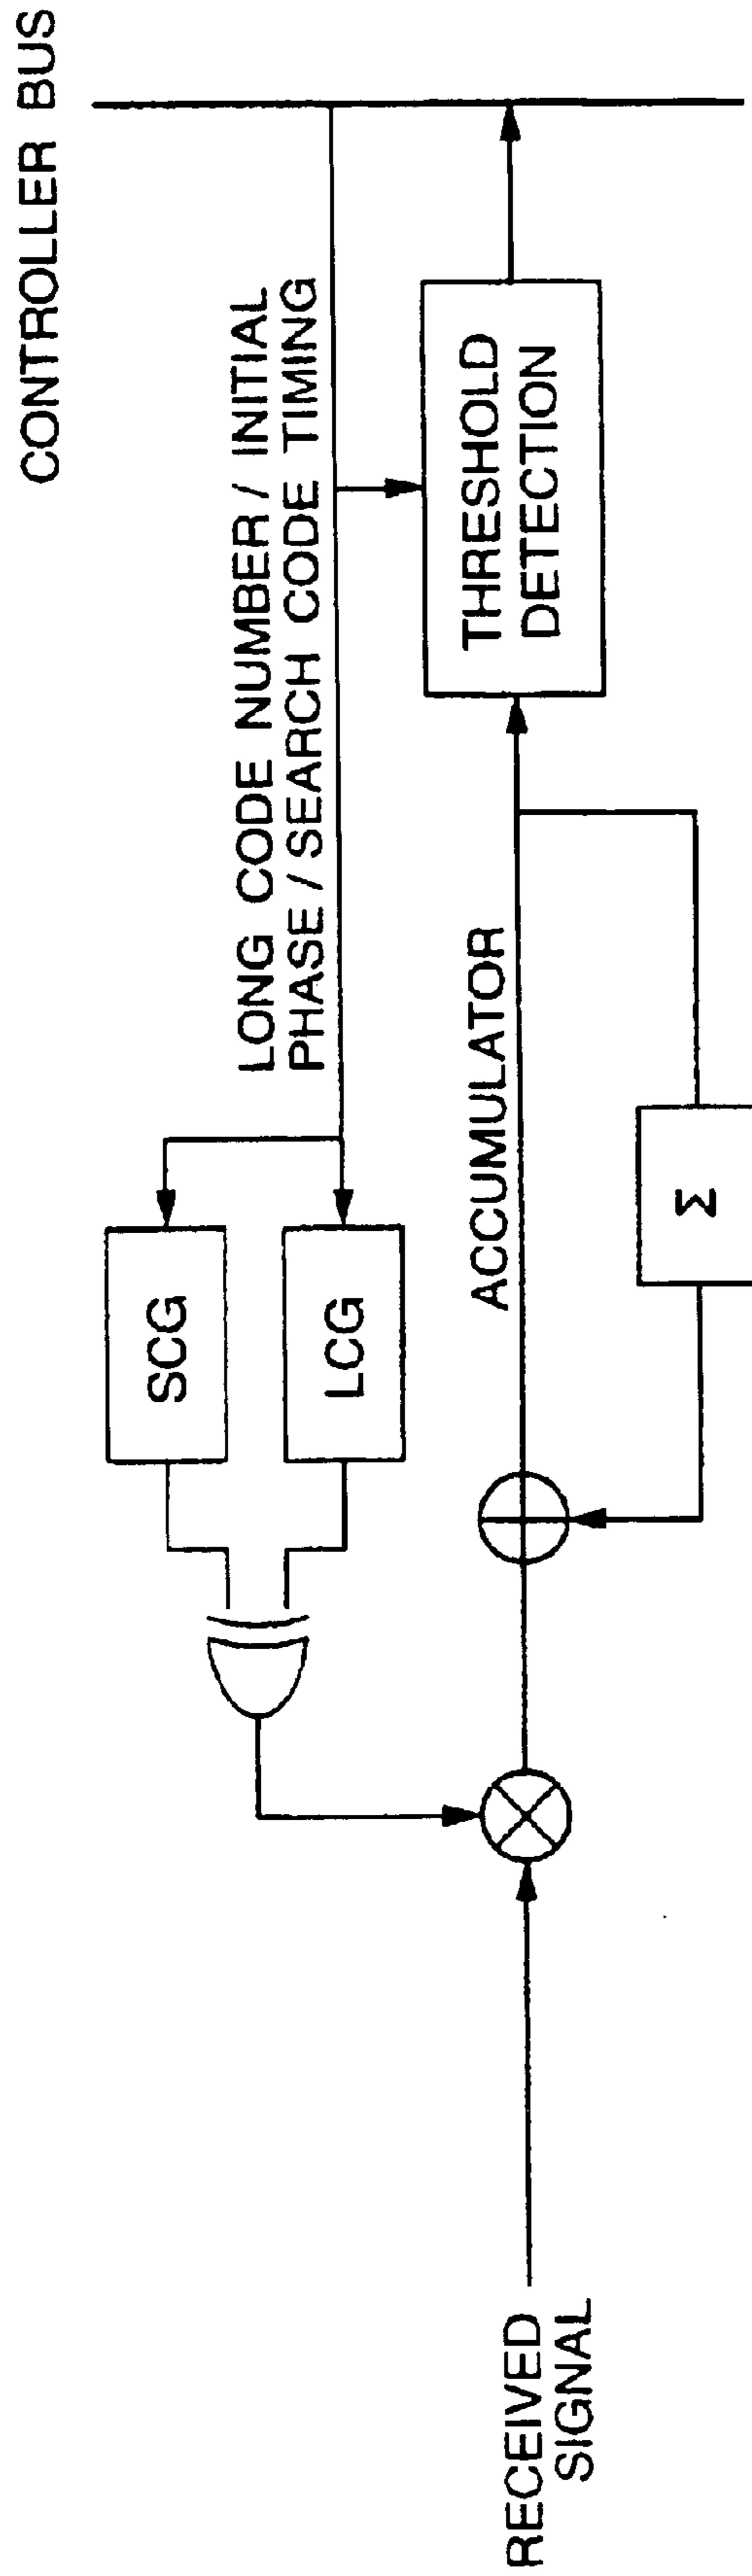 CONTROLLER BUS
LONG CODE NUMBER / INITIAL
PHASE / SEARCH CODE TIMING
SCG
LCG
ACCUMULATOR
THRESHOLD
DETECTION
Σ
RECEIVED
SIGNAL